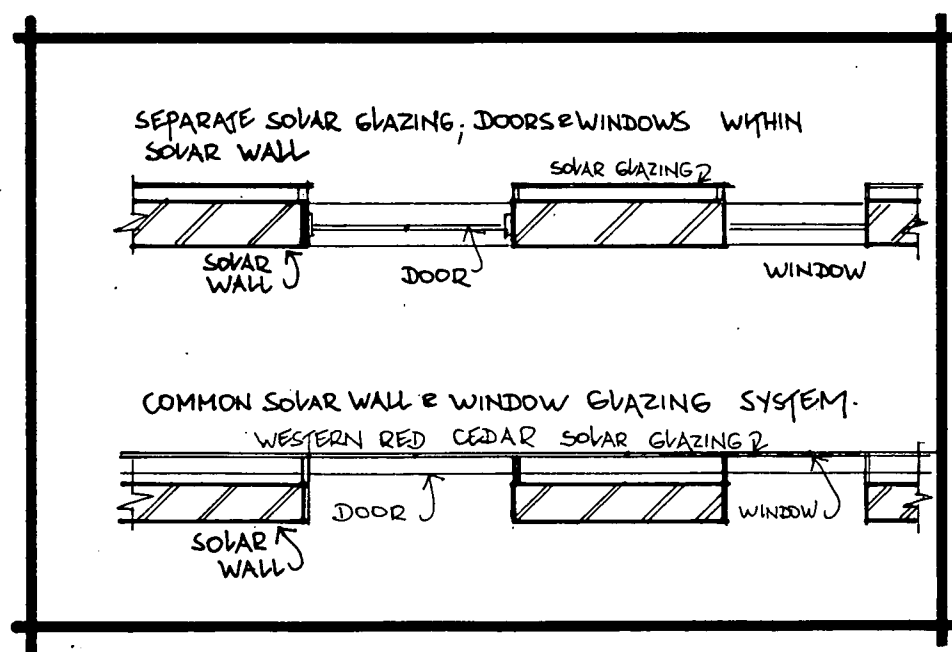 SEPARATE SOLAR GLAZING; DOORS & WINDOWS WITHIN
SOLAR WALL
SOLAR GLAZING
SOLAR
WALL
DOOR
WINDOW
COMMON SOLAR WALL & WINDOW GLAZING SYSTEM.
WESTERN RED CEDAR SOLAR GLAZING
DOOR
WINDOW
SOLAR
WALL